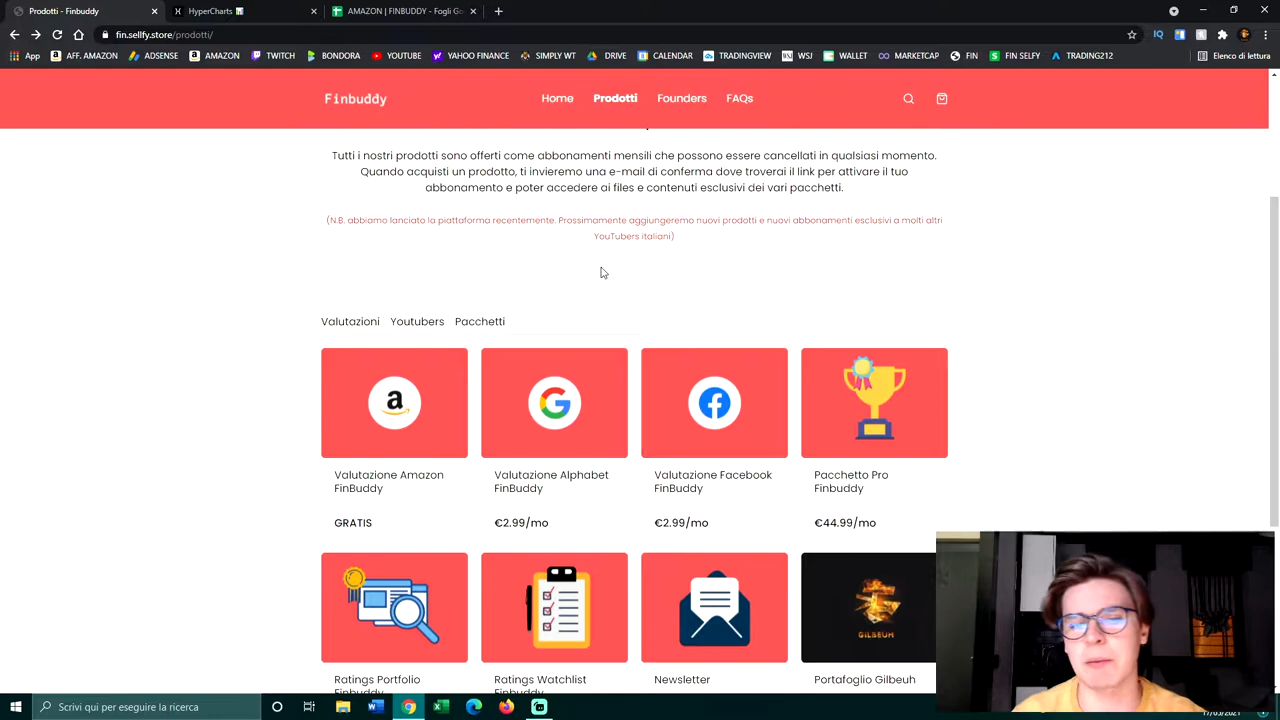 Prodotti - FINBUDDY
HyperCharts
AMAZON | FINBUDDY - Fogli G
fin.sellfy.store/prodotti/
App
AFF. AMAZON
ADSENSE
AMAZON
TWITCH
BONDORA
YOUTUBE
YAHOO FINANCE
SIMPLY WT
DRIVE
CALENDAR
TRADINGVIEW
WSJ
WALLET
MARKETCAP
FIN
FIN SELFY
TRADING212
Elenco di lettura
Finbuddy
Home
Prodotti
Founders
FAQs
Tutti i nostri prodotti sono offerti come abbonamenti mensili che possono essere cancellati in qualsiasi momento.
Quando acquisti un prodotto, ti invieremo una e-mail di conferma dove troverai il link per attivare il tuo
abbonamento e poter accedere ai files e contenuti esclusivi dei vari pacchetti.
(N.B. abbiamo lanciato la piattaforma recentemente. Prossimamente aggiungeremo nuovi prodotti e nuovi abbonamenti esclusivi a molti altri
YouTubers italiani)
Valutazioni
Youtubers
Pacchetti
Valutazione Amazon
FinBuddy
GRATIS
Valutazione Alphabet
FinBuddy
€2.99/mo
Valutazione Facebook
FinBuddy
€2.99/mo
Pacchetto Pro
Finbuddy
€44.99/mo
GILBEUH
Ratings Portfolio
Finbuddy
Ratings Watchlist
Finbuddy
Newsletter
Portafoglio Gilbeuh
Scrivi qui per eseguire la ricerca
17/05/2021